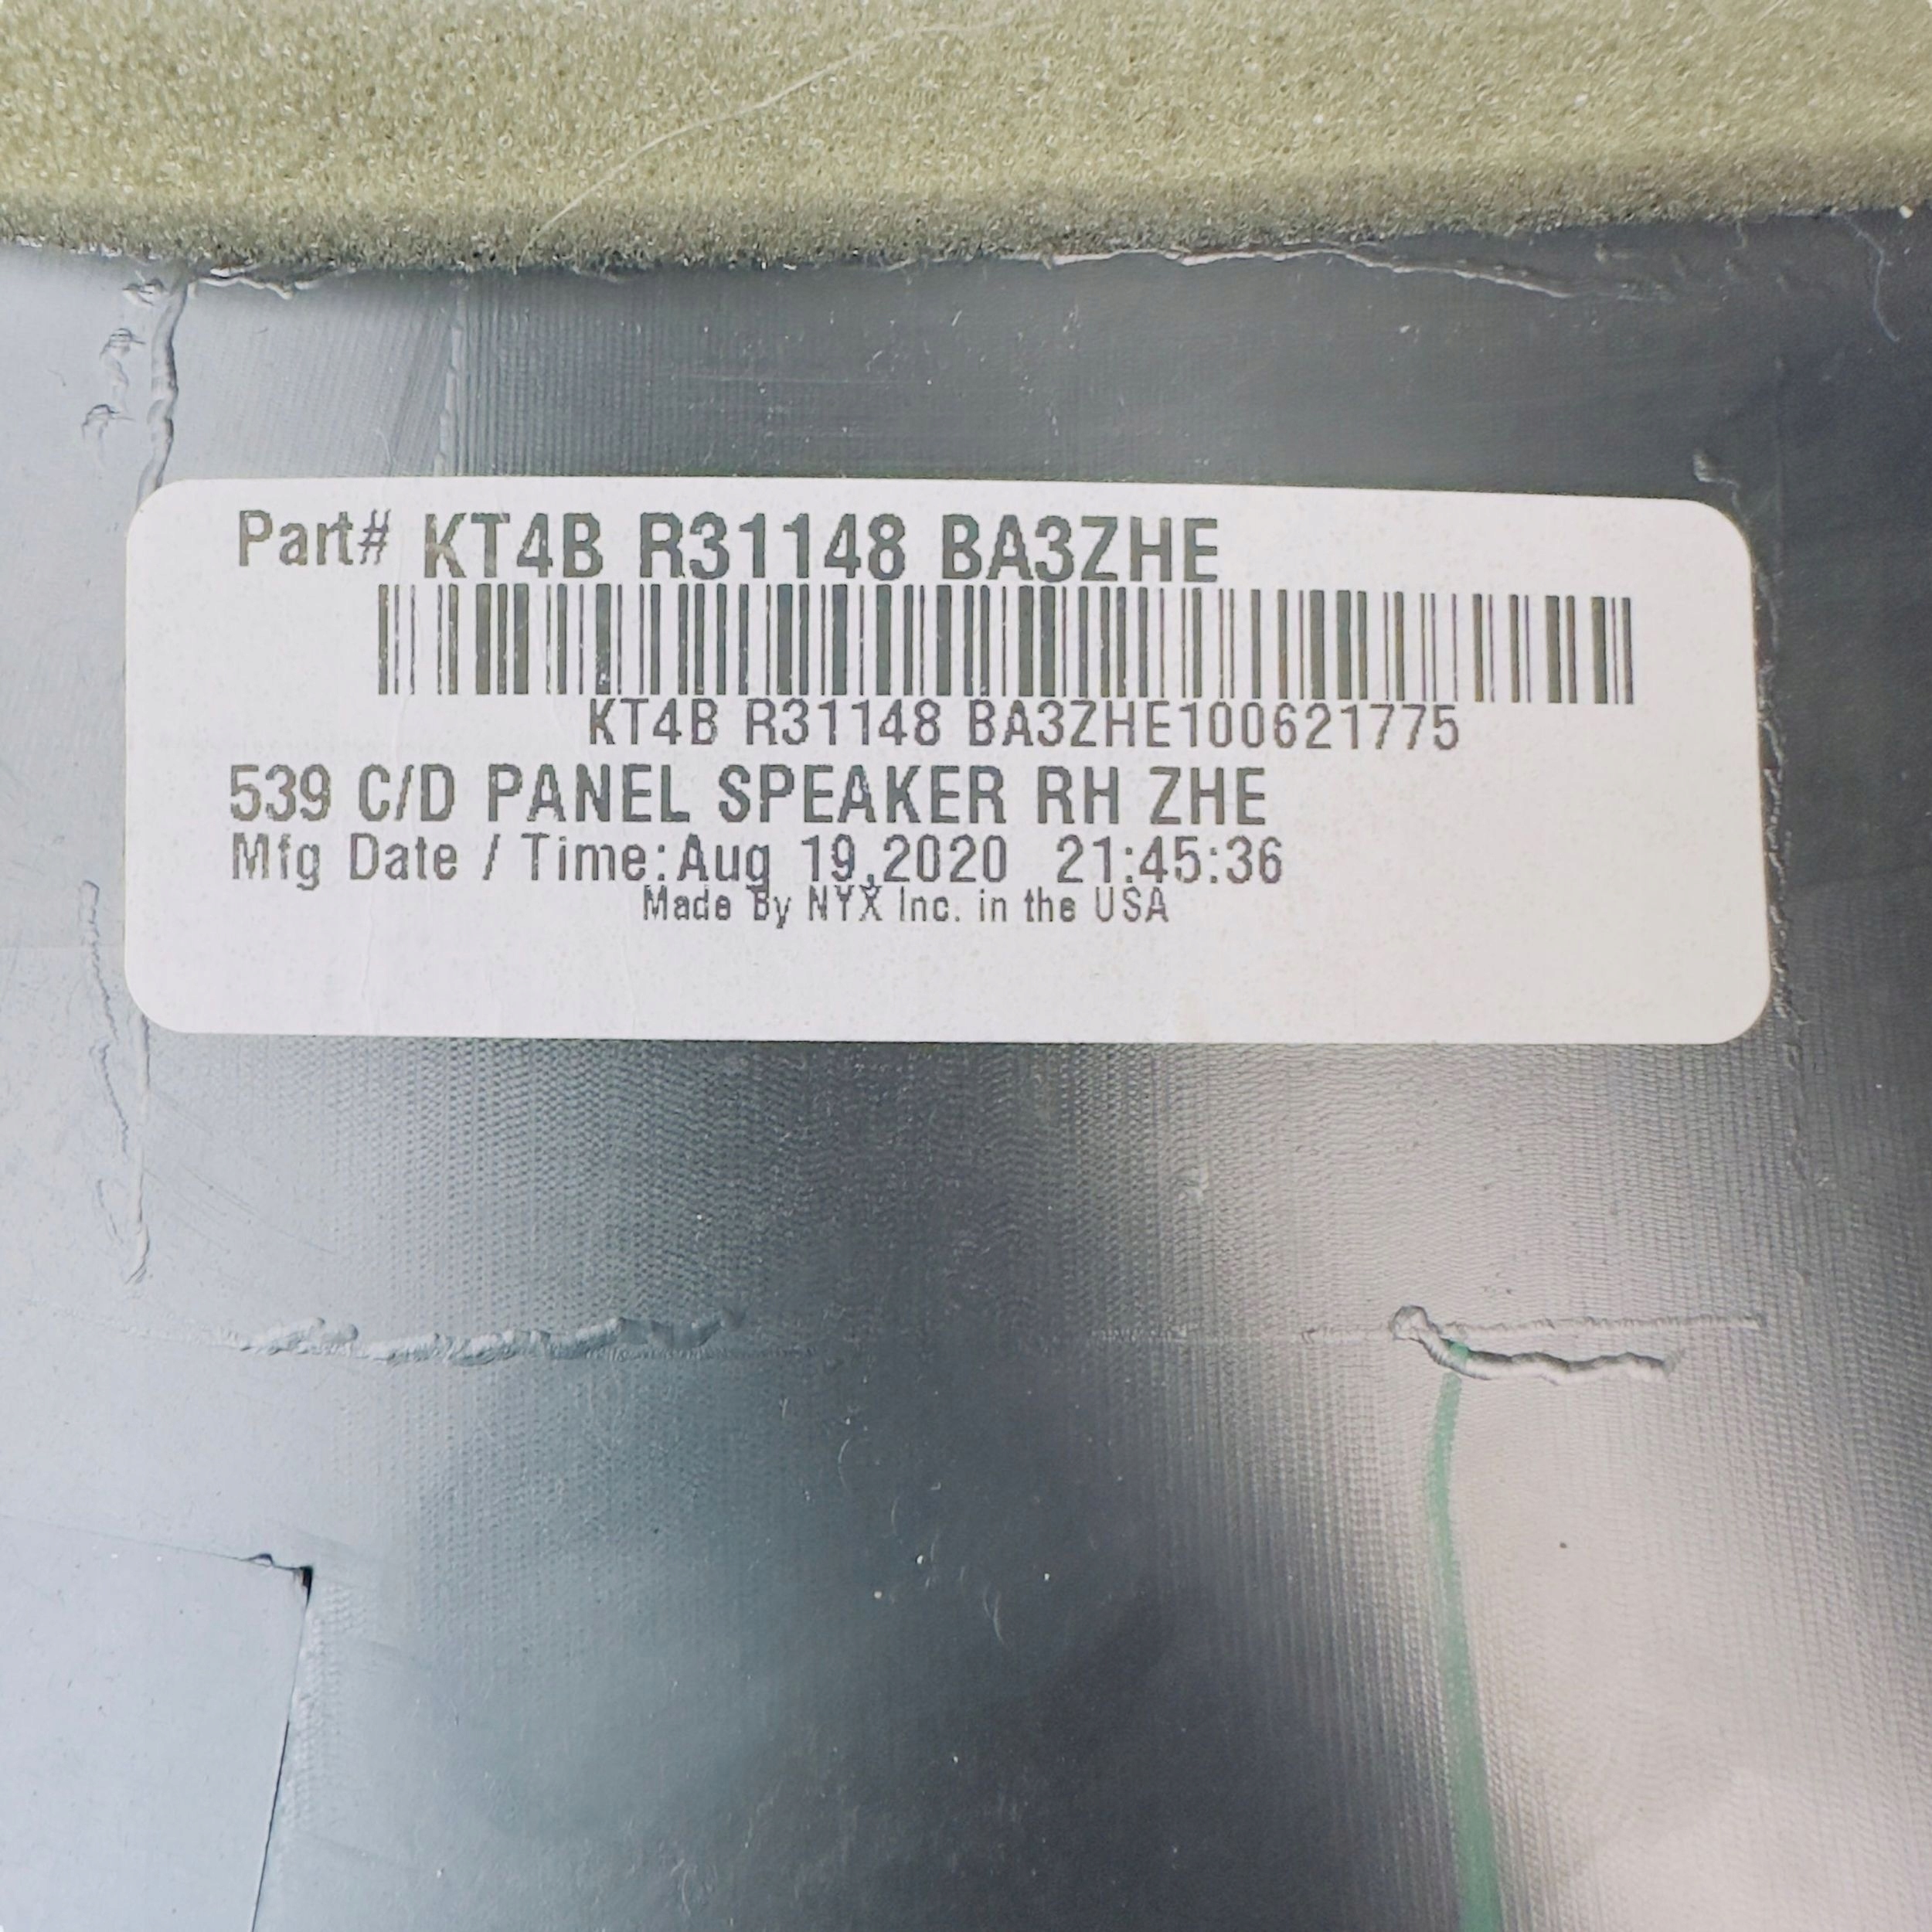 Part# KT4B R31148 BA3ZHE
KT4B R31148 BA3ZHE100621775
539 C/D PANEL SPEAKER RH ZHE
Mfg Date / Time:Aug 19,2020 21:45:36
Made By NYX Inc. in the USA